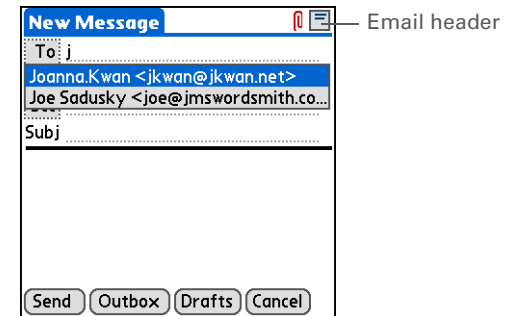 New Message
Email header
To j
Joanna.Kwan <jkwan@jkwan.net>
Joe Sadusky <joe@jmswordsmith.co...
Subj
Send Outbox Drafts Cancel